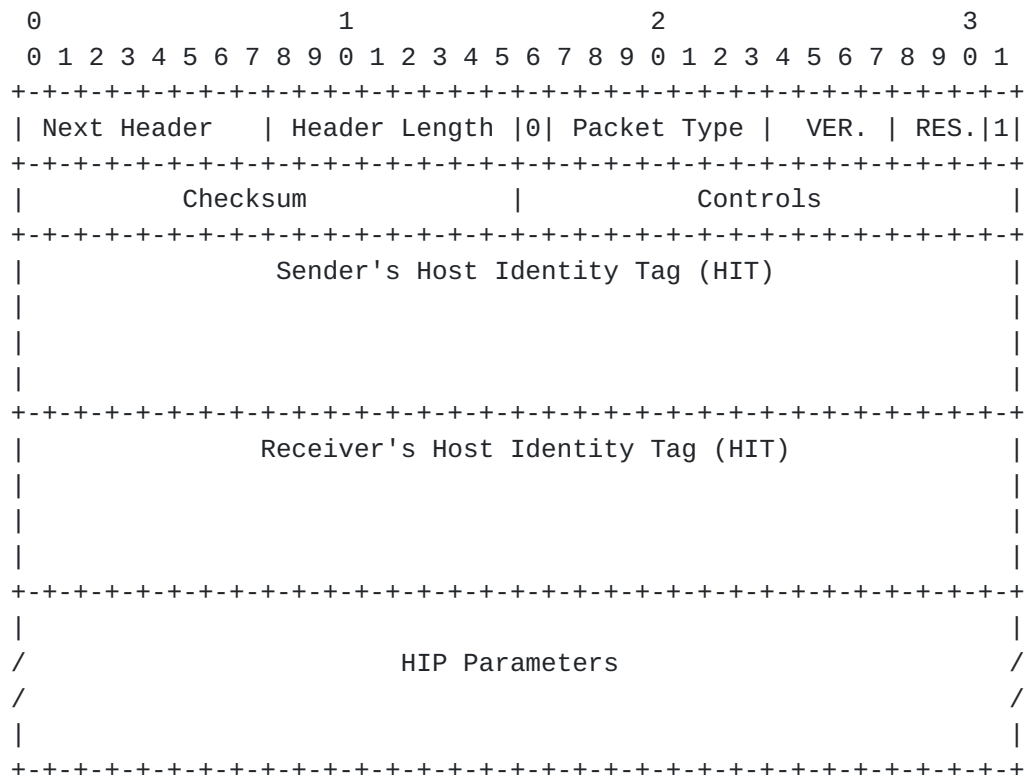 0                   1                   2                   3
 0 1 2 3 4 5 6 7 8 9 0 1 2 3 4 5 6 7 8 9 0 1 2 3 4 5 6 7 8 9 0 1
+-+-+-+-+-+-+-+-+-+-+-+-+-+-+-+-+-+-+-+-+-+-+-+-+-+-+-+-+-+-+-+-+
| Next Header   | Header Length |0| Packet Type |  VER. | RES.|1|
+-+-+-+-+-+-+-+-+-+-+-+-+-+-+-+-+-+-+-+-+-+-+-+-+-+-+-+-+-+-+-+-+
|          Checksum             |           Controls            |
+-+-+-+-+-+-+-+-+-+-+-+-+-+-+-+-+-+-+-+-+-+-+-+-+-+-+-+-+-+-+-+-+
|                Sender's Host Identity Tag (HIT)               |
|                                                               |
|                                                               |
|                                                               |
+-+-+-+-+-+-+-+-+-+-+-+-+-+-+-+-+-+-+-+-+-+-+-+-+-+-+-+-+-+-+-+-+
|               Receiver's Host Identity Tag (HIT)              |
|                                                               |
|                                                               |
|                                                               |
+-+-+-+-+-+-+-+-+-+-+-+-+-+-+-+-+-+-+-+-+-+-+-+-+-+-+-+-+-+-+-+-+
|                                                               |
/                        HIP Parameters                         /
/                                                               /
|                                                               |
+-+-+-+-+-+-+-+-+-+-+-+-+-+-+-+-+-+-+-+-+-+-+-+-+-+-+-+-+-+-+-+-+